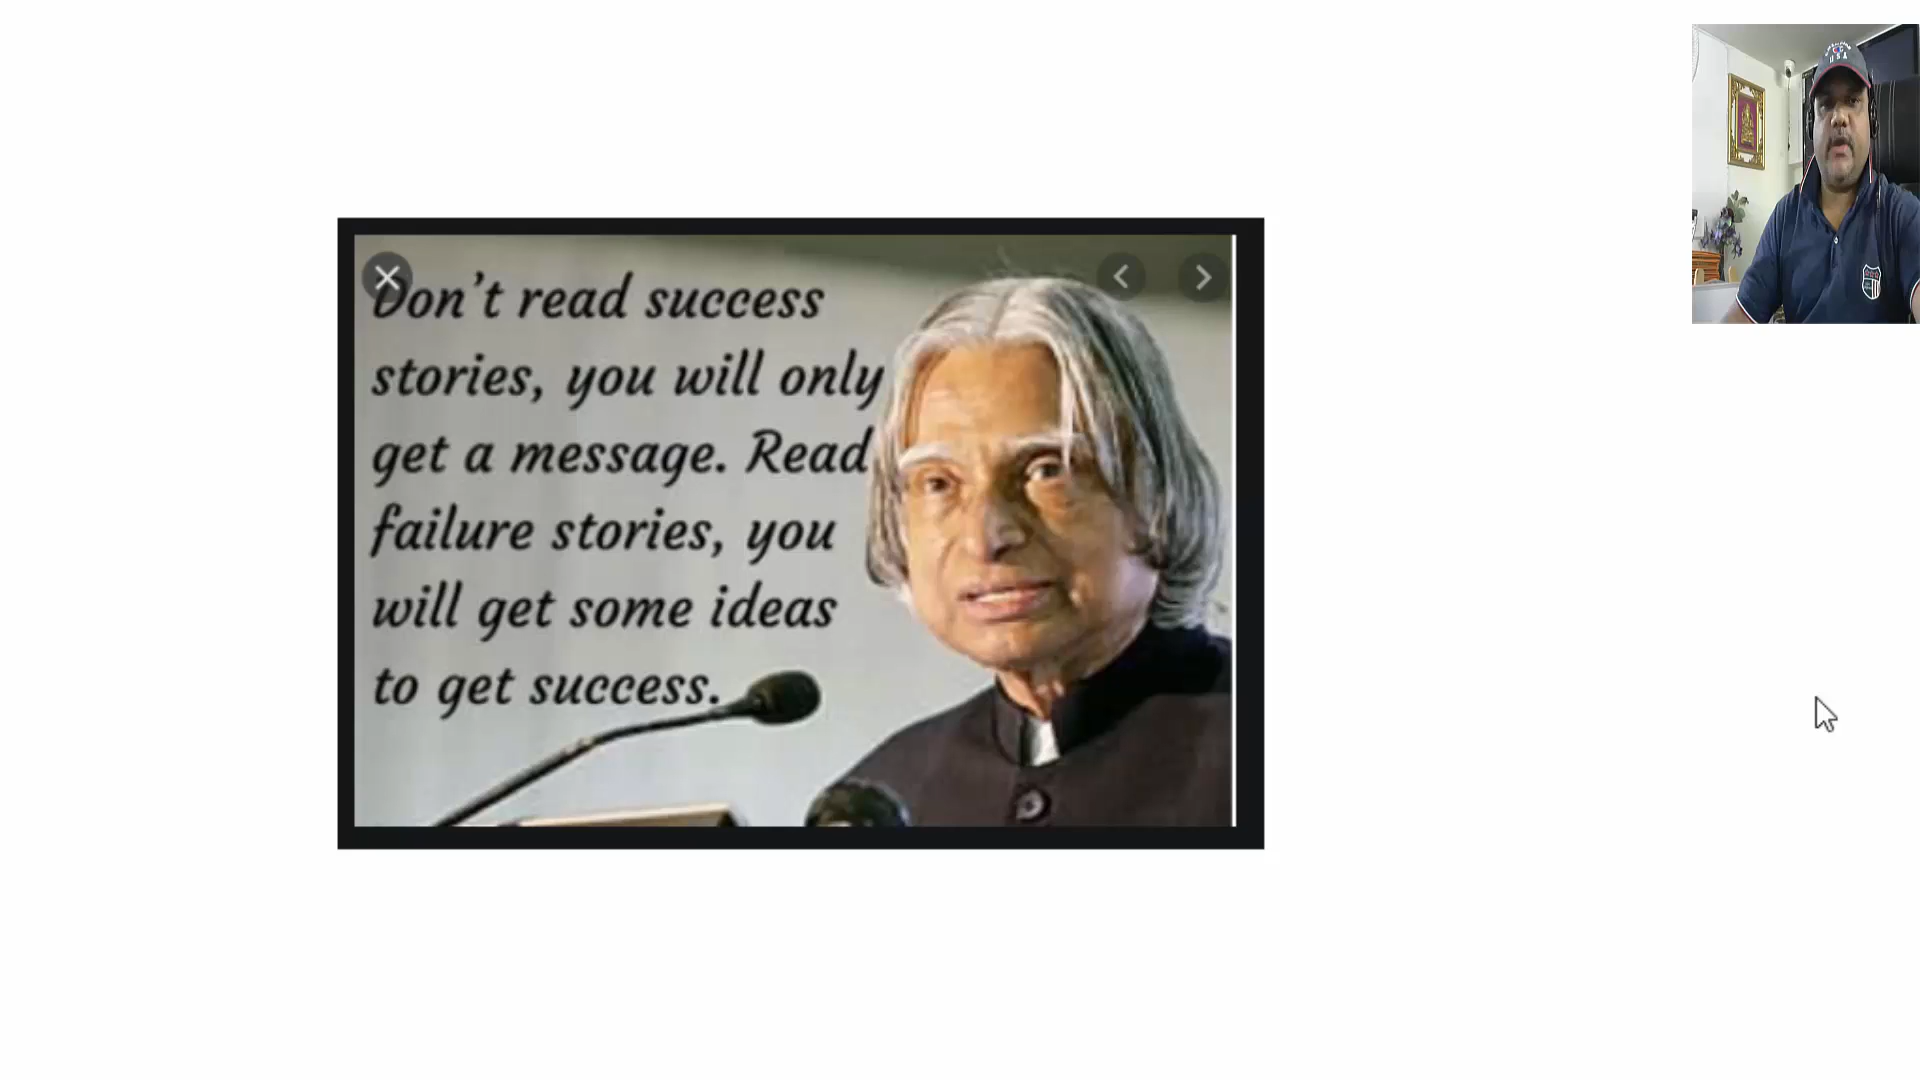 Don't read success
stories, you will only
get a message. Read
failure stories, you
will get some ideas
to get success.
USA